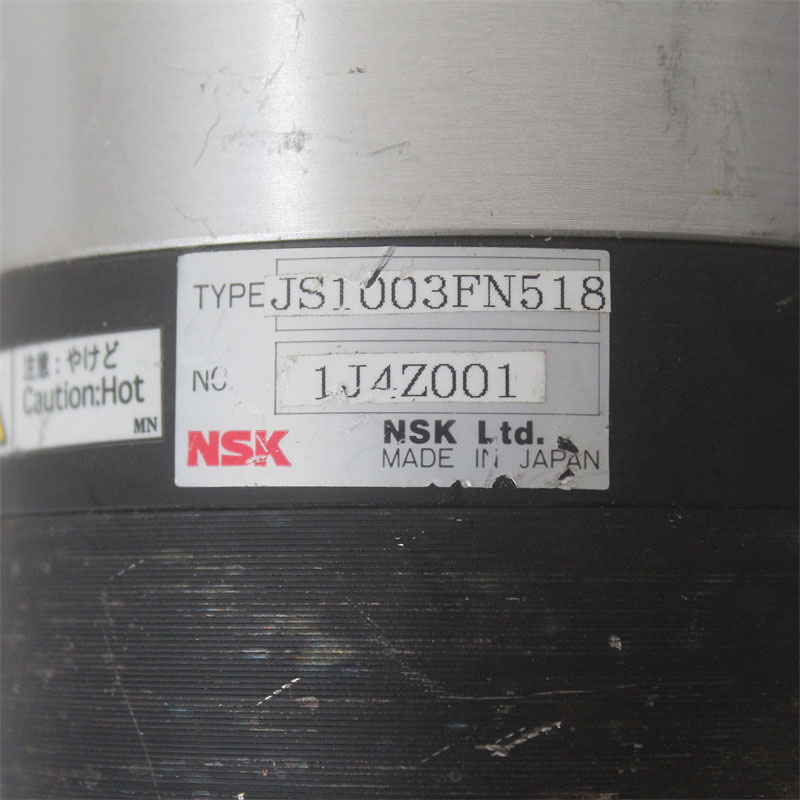 TYPE JS1003FN518
NO 1J4Z001
NSK NSK Ltd.
MADE IN JAPAN
注意:やけど
Caution:Hot
MN